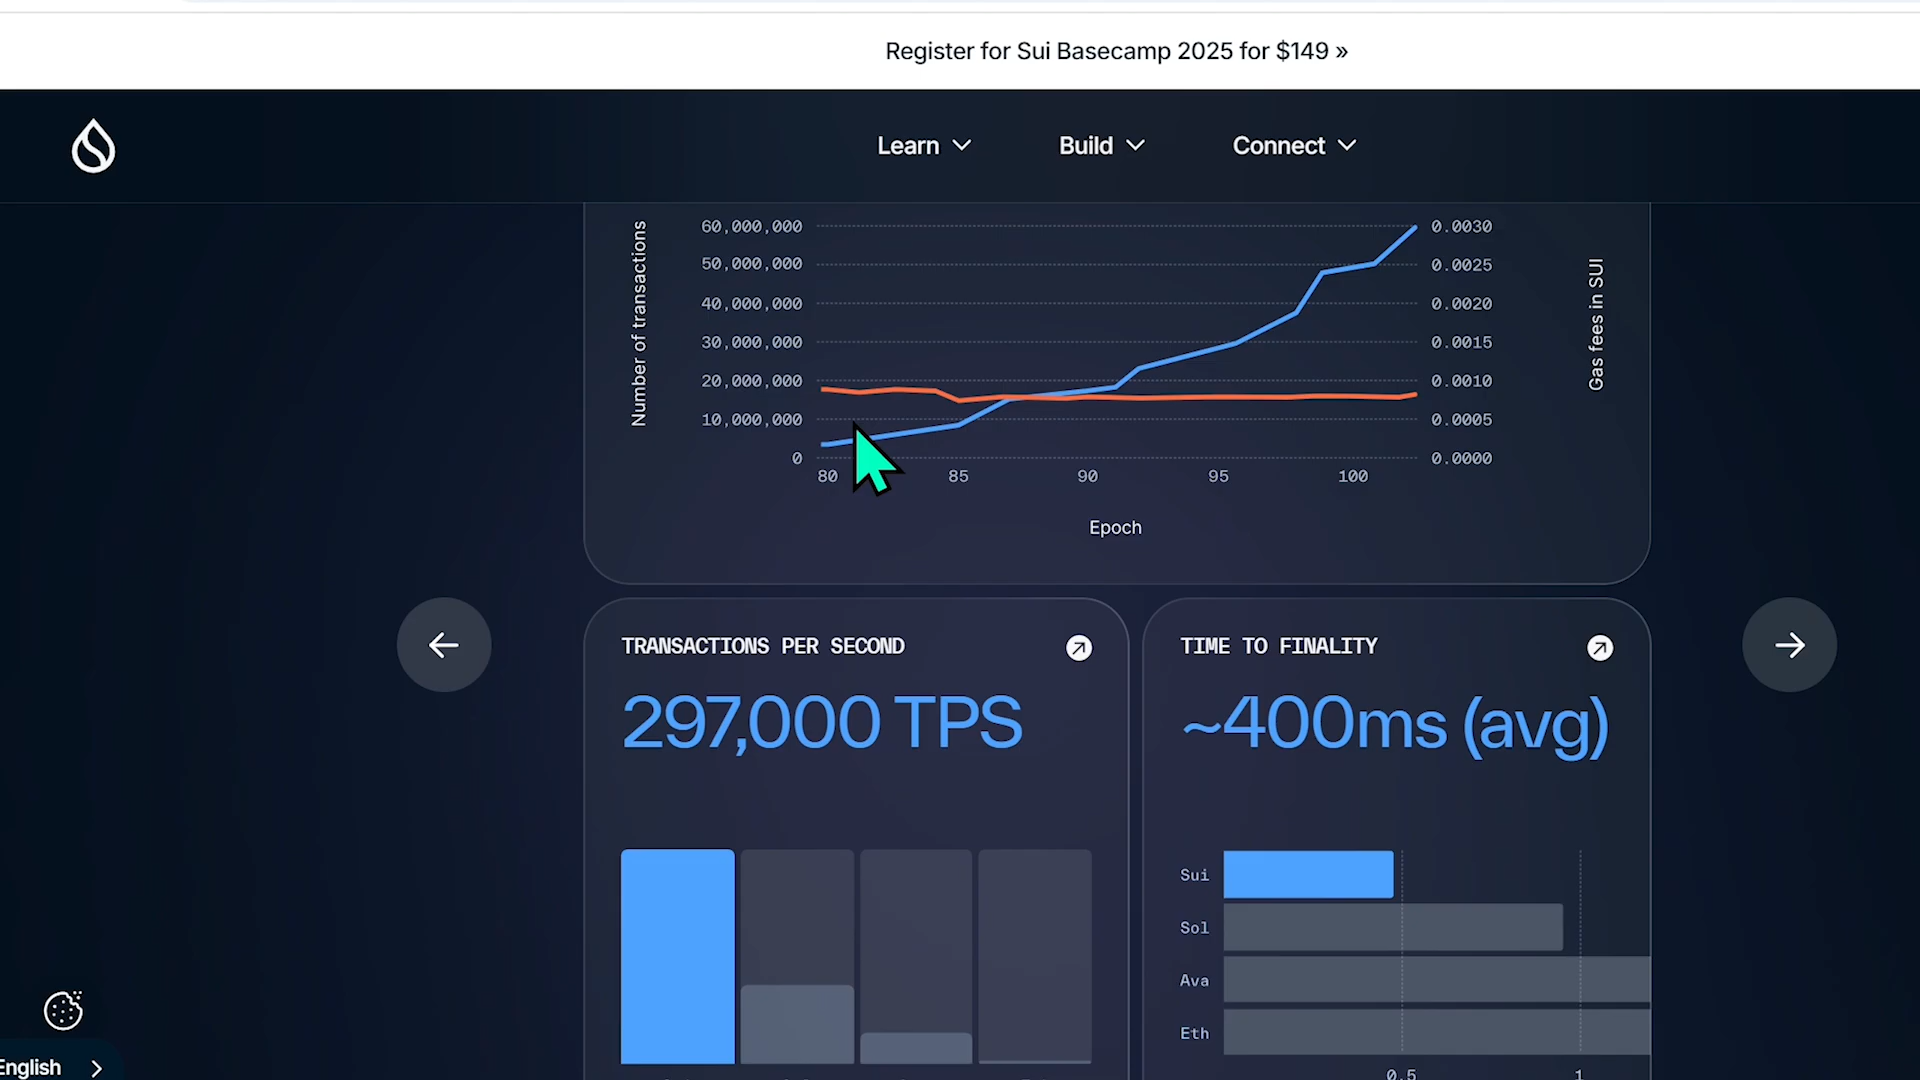 Register for Sui Basecamp 2025 for $149 »
Learn
Build
Connect
Number of transactions
60,000,000
50,000,000
40,000,000
30,000,000
20,000,000
10,000,000
0
0.0030
0.0025
0.0020
0.0015
0.0010
0.0005
0.0000
Gas fees in SUI
80 85 90 95 100
Epoch
TRANSACTIONS PER SECOND
297,000 TPS
TIME TO FINALITY
~400ms (avg)
Sui
Sol
Ava
Eth
0.5 1
English